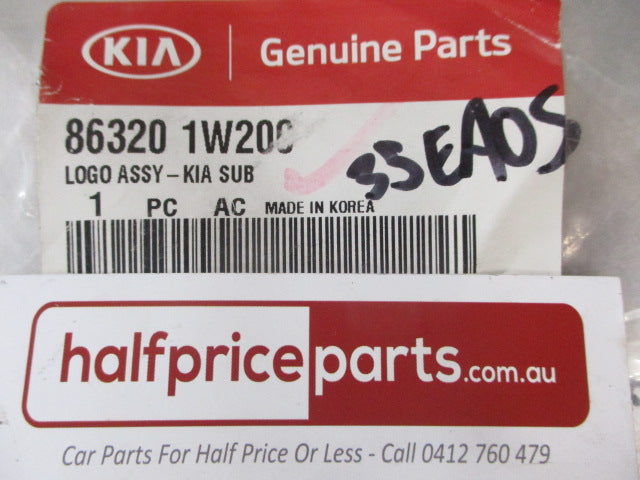 KIA Genuine Parts
86320 1W200
35EA05
LOGO ASSY - KIA SUB
1 PC AC MADE IN KOREA
halfpriceparts.com.au
Car Parts For Half Price Or Less - Call 0412 760 479